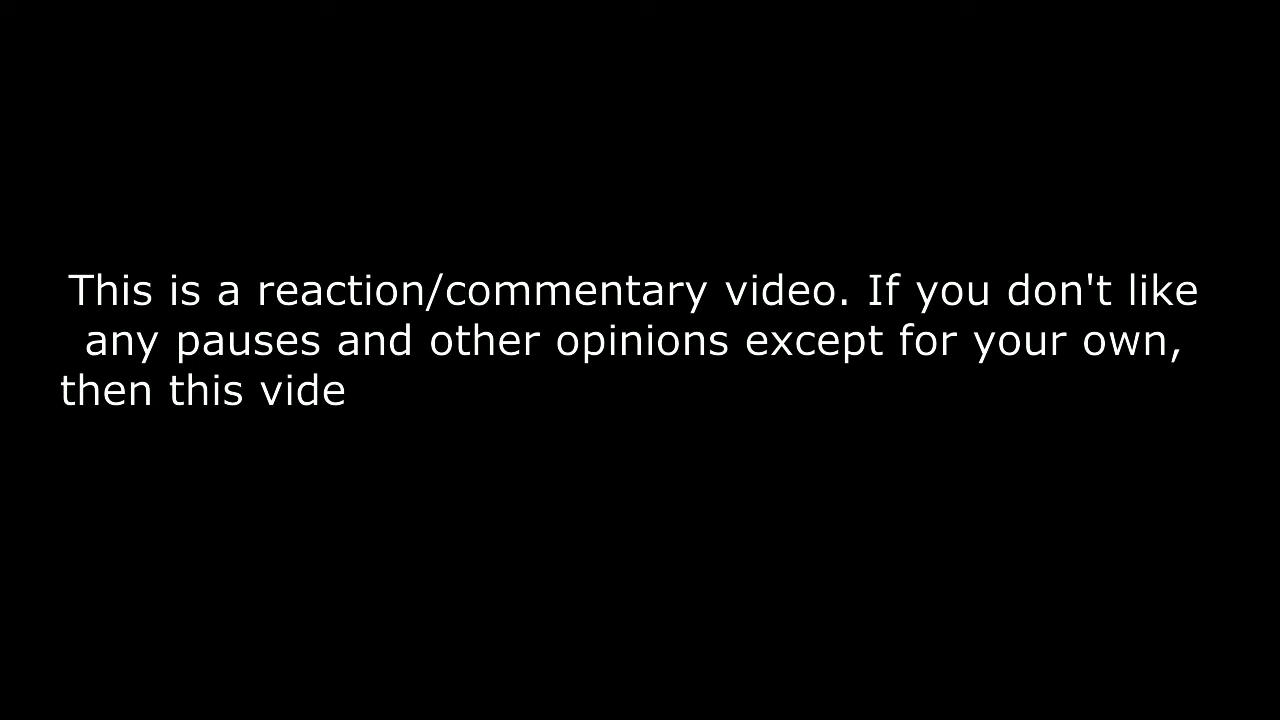 This is a reaction/commentary video. If you don't like
any pauses and other opinions except for your own,
then this vide